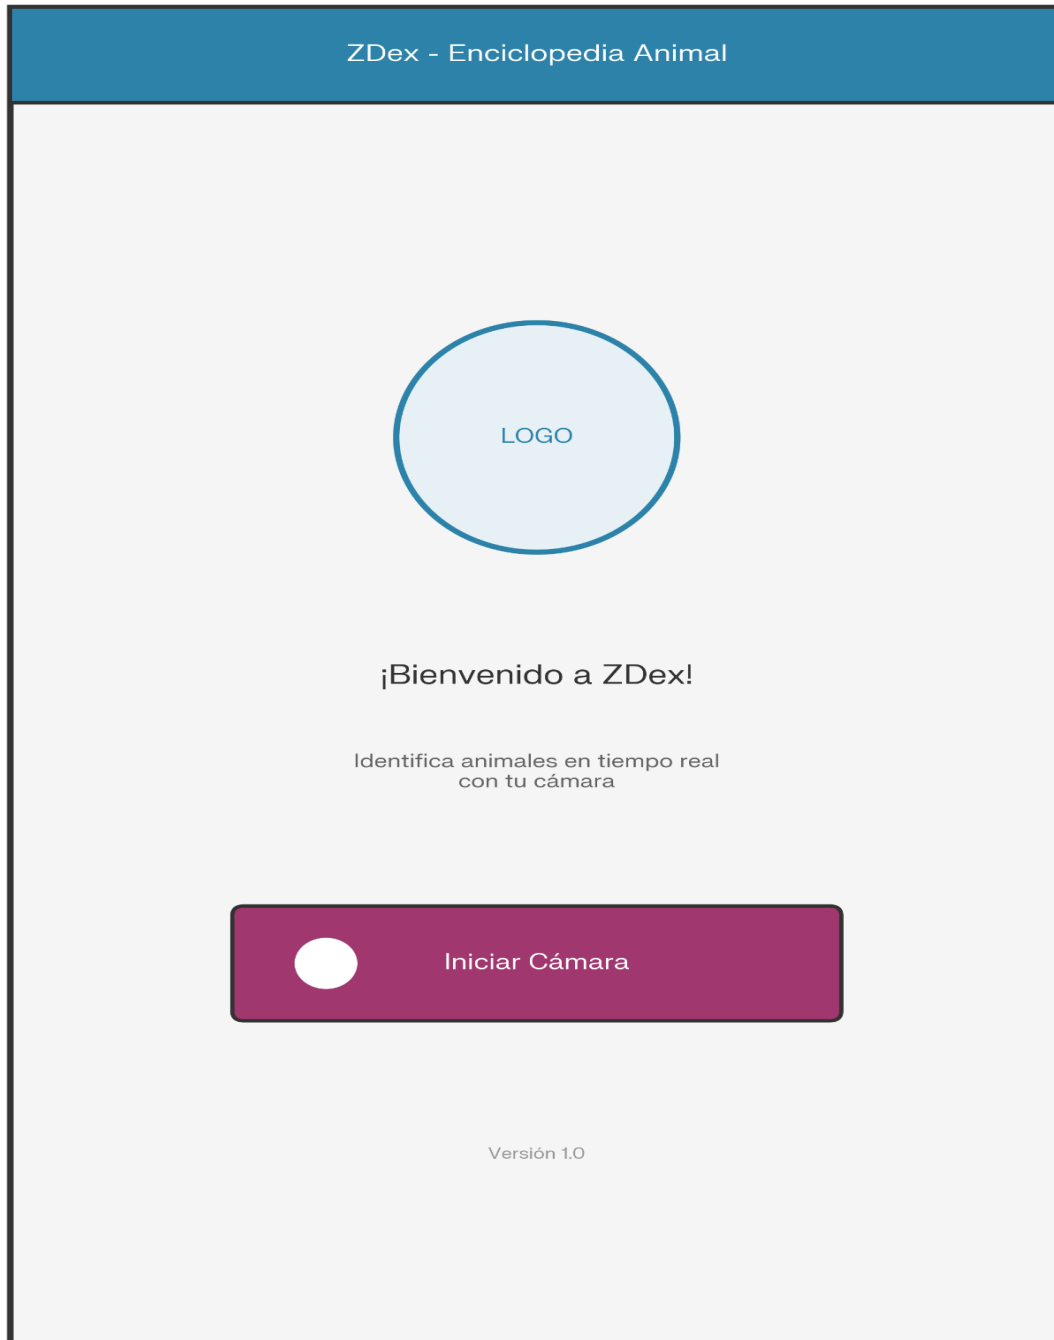 ZDex - Enciclopedia Animal
LOGO
¡Bienvenido a ZDex!
Identifica animales en tiempo real
con tu cámara
Iniciar Cámara
Versión 1.0